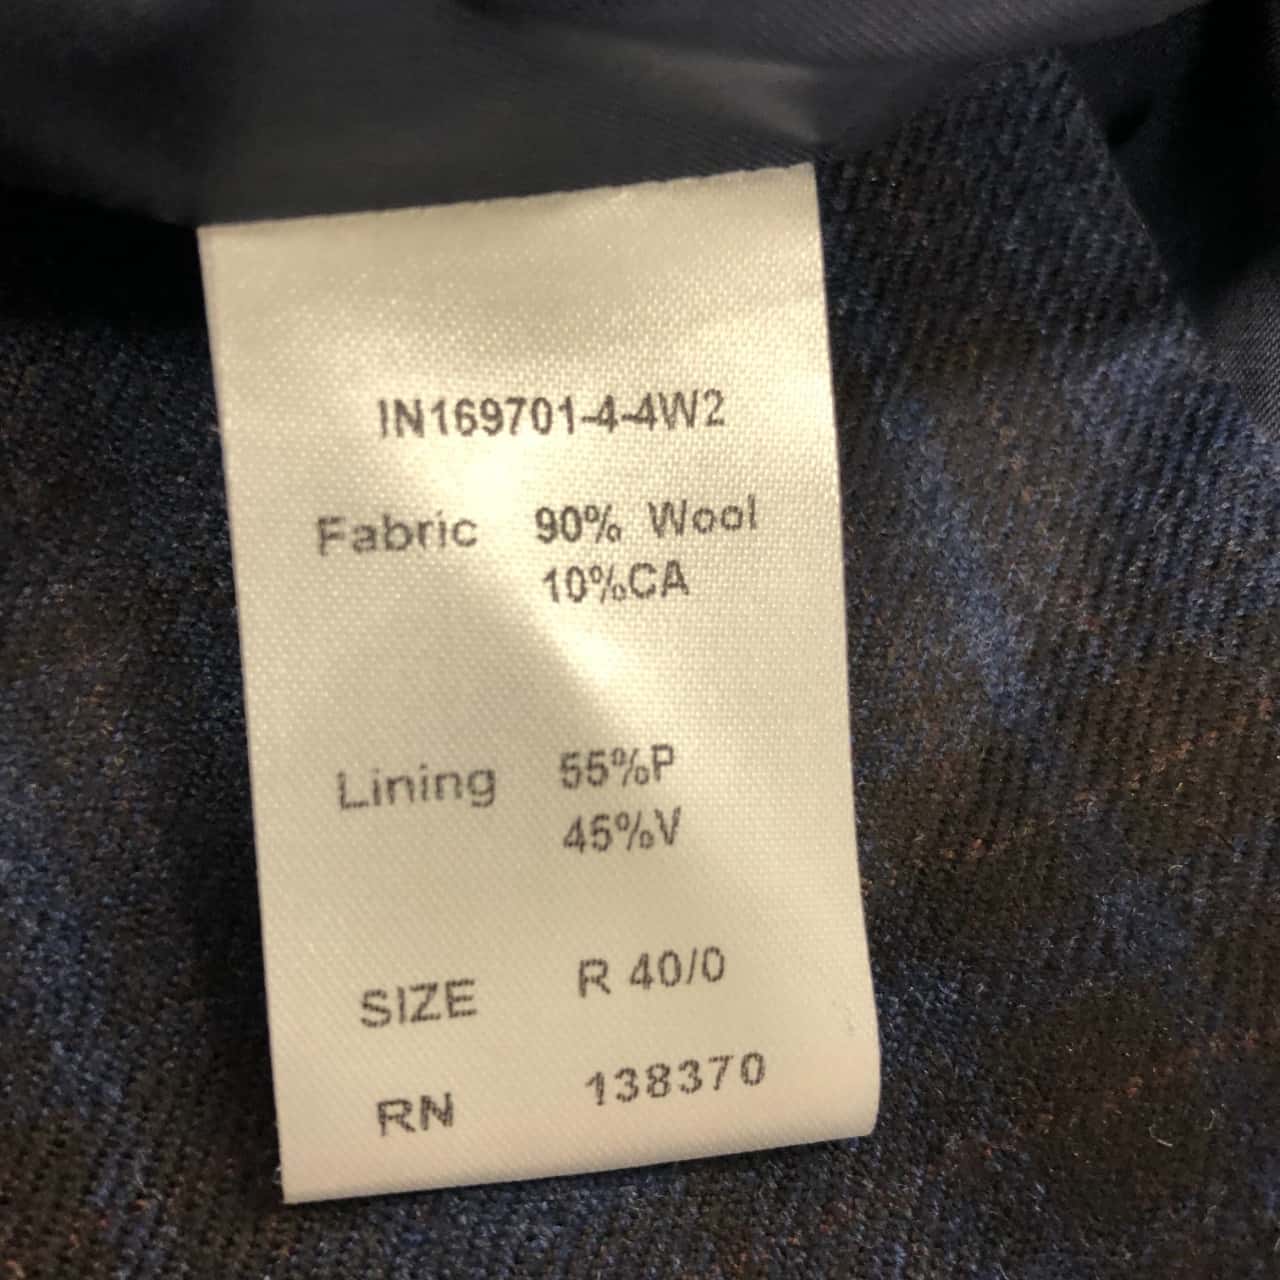 IN169701-4-4W2
Fabric 90% Wool
10%CA
Lining 55%P
45%V
SIZE R 40/0
RN 138370